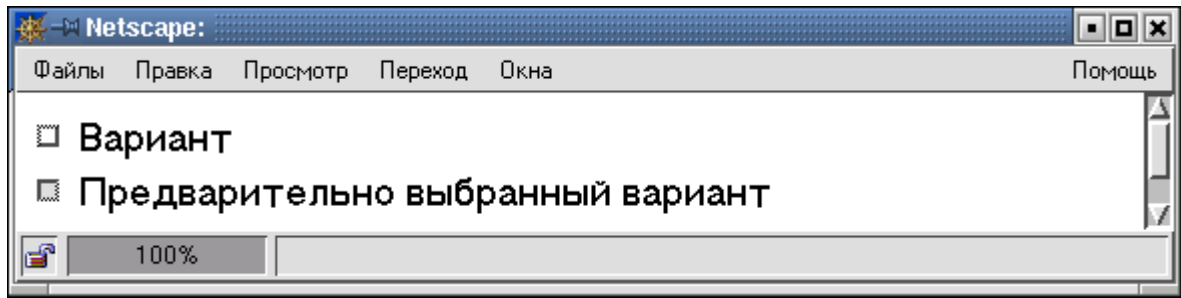 Netscape:
Файлы Правка Просмотр Переход Окна Помощь
Вариант
Предварительно выбранный вариант
100%